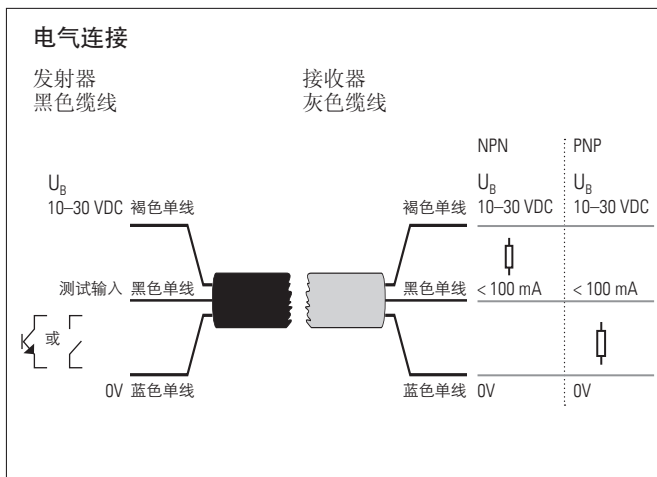 电气连接
发射器
黑色缆线
接收器
灰色缆线
NPN
PNP
U_B
10–30 VDC 褐色单线
褐色单线
U_B
10–30 VDC
U_B
10–30 VDC
测试输入 黑色单线
黑色单线 < 100 mA
< 100 mA
或
0V 蓝色单线
蓝色单线 0V
0V